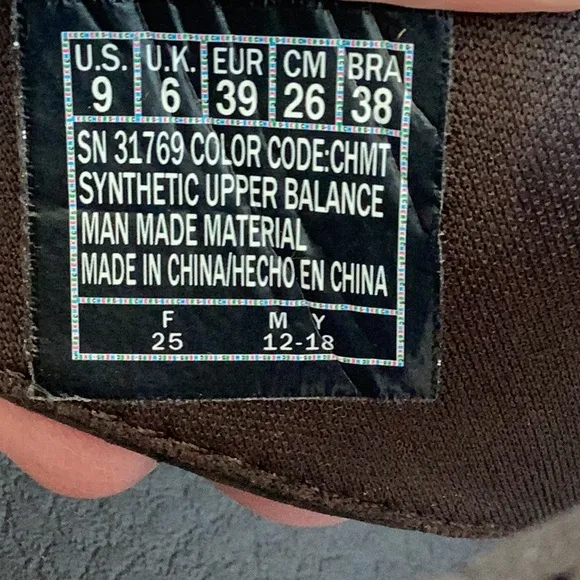 U.S. U.K. EUR CM BRA
9 6 39 26 38
SN 31769 COLOR CODE:CHMT
SYNTHETIC UPPER BALANCE
MAN MADE MATERIAL
MADE IN CHINA/HECHO EN CHINA
F M Y
25 12-18